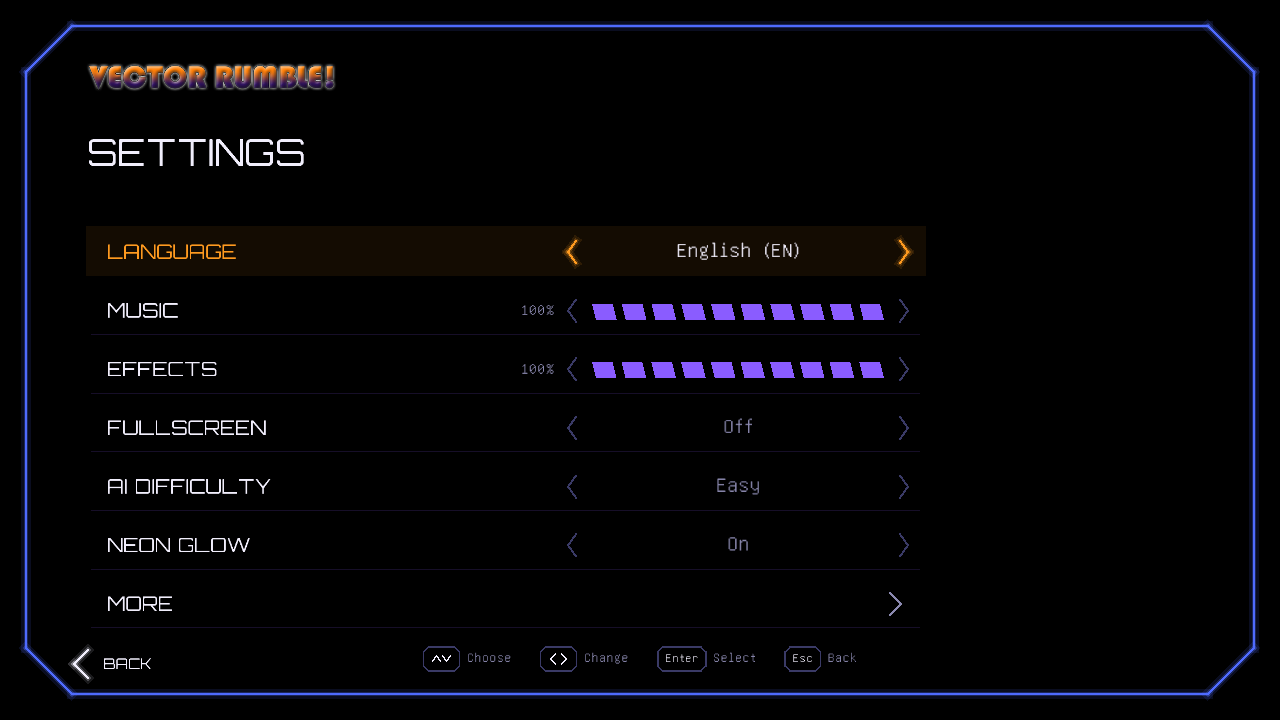 VECTOR RUMBLE!
SETTINGS
LANGUAGE English (EN)
MUSIC 100%
EFFECTS 100%
FULLSCREEN Off
AI DIFFICULTY Easy
NEON GLOW On
MORE
BACK Choose Change Enter Select Esc Back